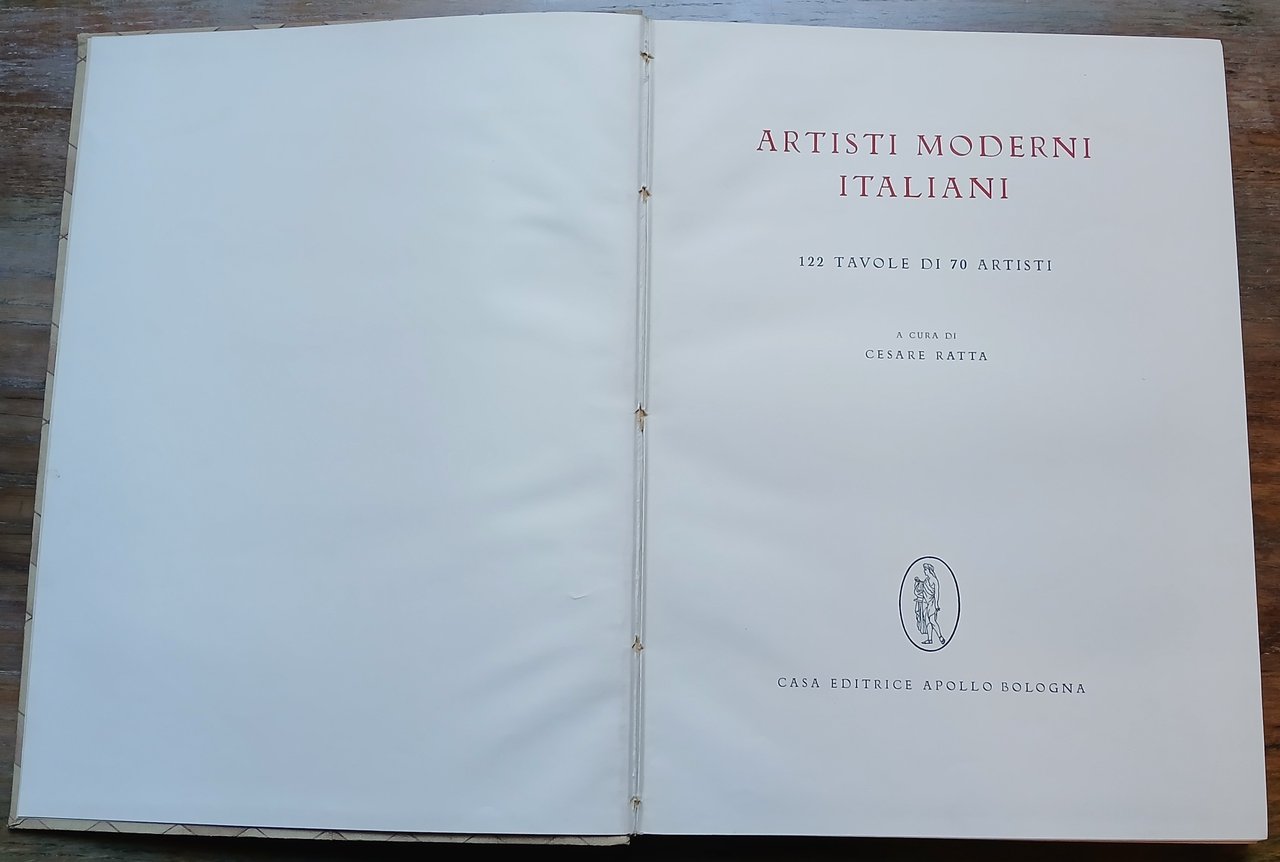 ARTISTI MODERNI
ITALIANI
122 TAVOLE DI 70 ARTISTI
A CURA DI
CESARE RATTA
CASA EDITRICE APOLLO BOLOGNA